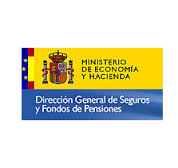 MINISTERIO
DE ECONOMÍA
Y HACIENDA
Dirección General de Seguros
y Fondos de Pensiones